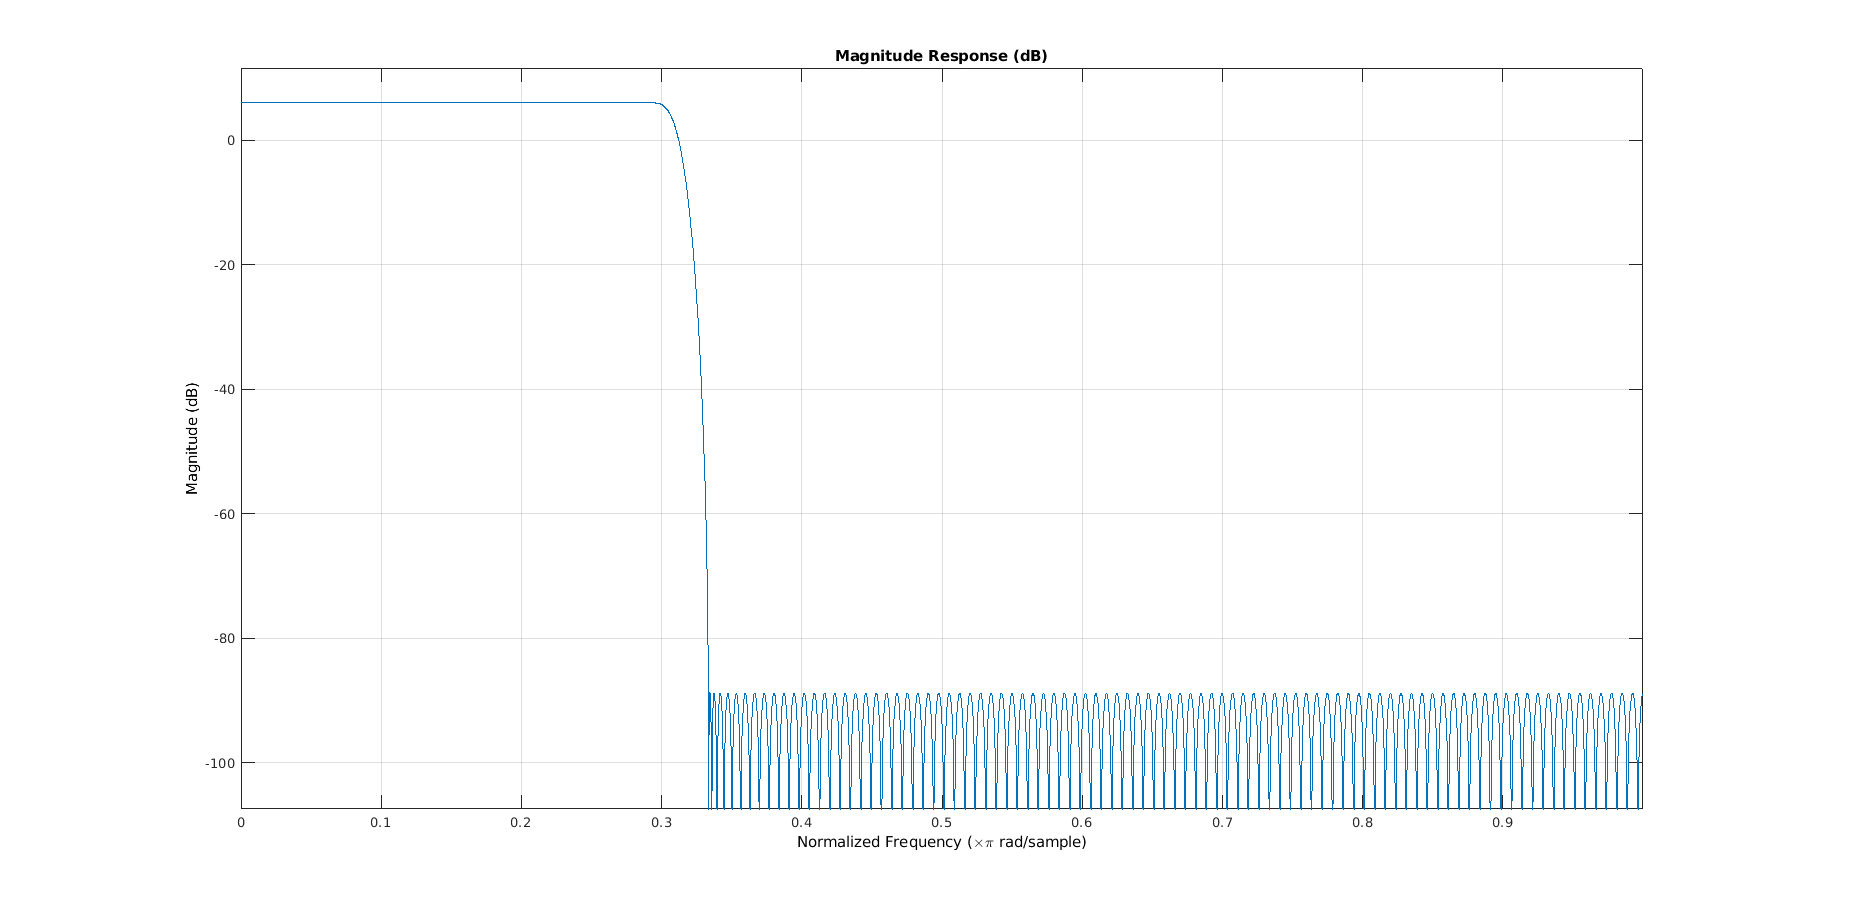 Magnitude Response (dB)
0
-20
-40
-60
-80
-100
Magnitude (dB)
0 0.1 0.2 0.3 0.4 0.5 0.6 0.7 0.8 0.9
Normalized Frequency (×π rad/sample)